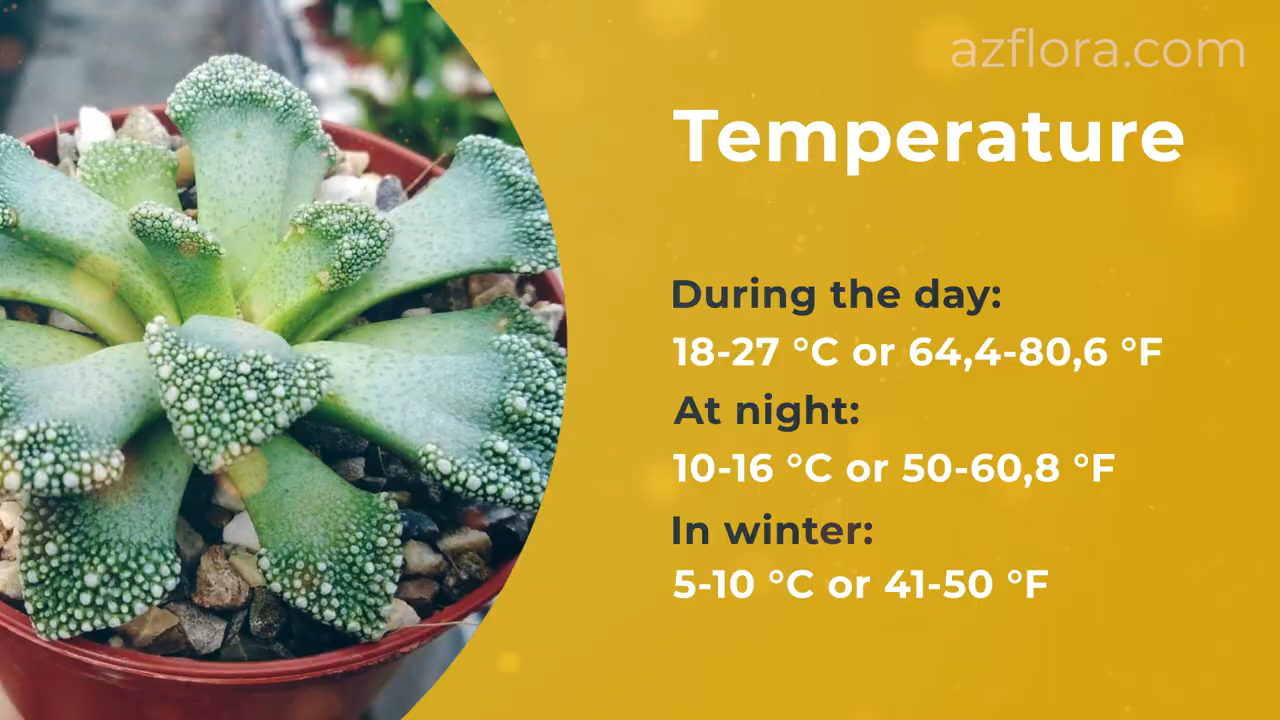 azflora.com
Temperature
During the day:
18-27 °C or 64,4-80,6 °F
At night:
10-16 °C or 50-60,8 °F
In winter:
5-10 °C or 41-50 °F